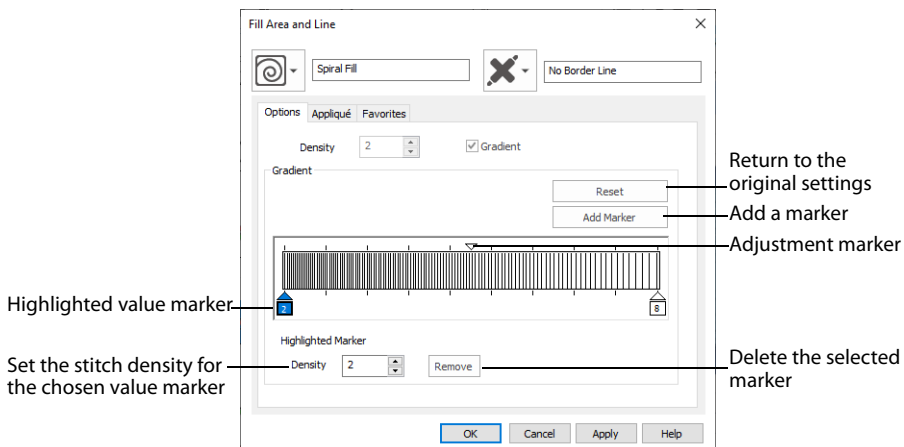 Fill Area and Line
Spiral Fill
No Border Line
Options Appliqué Favorites
Density 2 Gradient
Gradient
Reset
Return to the
original settings
Add Marker
Add a marker
Adjustment marker
Highlighted value marker
2
8
Highlighted Marker
Set the stitch density for
the chosen value marker
Density 2 Remove
Delete the selected
marker
OK Cancel Apply Help